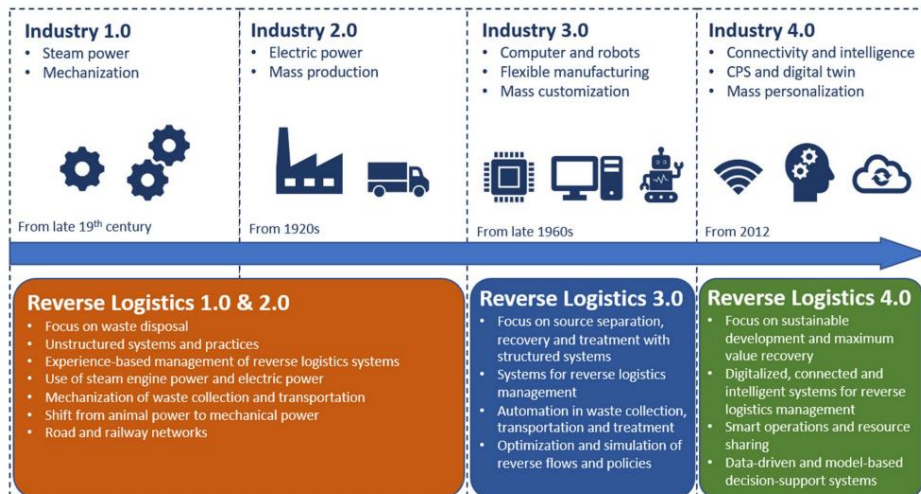 Industry 1.0
• Steam power
• Mechanization
From late 19th century
Industry 2.0
• Electric power
• Mass production
From 1920s
Industry 3.0
• Computer and robots
• Flexible manufacturing
• Mass customization
From late 1960s
Industry 4.0
• Connectivity and intelligence
• CPS and digital twin
• Mass personalization
From 2012
Reverse Logistics 1.0 & 2.0
• Focus on waste disposal
• Unstructured systems and practices
• Experience-based management of reverse logistics systems
• Use of steam engine power and electric power
• Mechanization of waste collection and transportation
• Shift from animal power to mechanical power
• Road and railway networks
Reverse Logistics 3.0
• Focus on source separation,
recovery and treatment with
structured systems
• Systems for reverse logistics
management
• Automation in waste collection,
transportation and treatment
• Optimization and simulation of
reverse flows and policies
Reverse Logistics 4.0
• Focus on sustainable
development and maximum
value recovery
• Digitalized, connected and
intelligent systems for reverse
logistics management
• Smart operations and resource
sharing
• Data-driven and model-based
decision-support systems